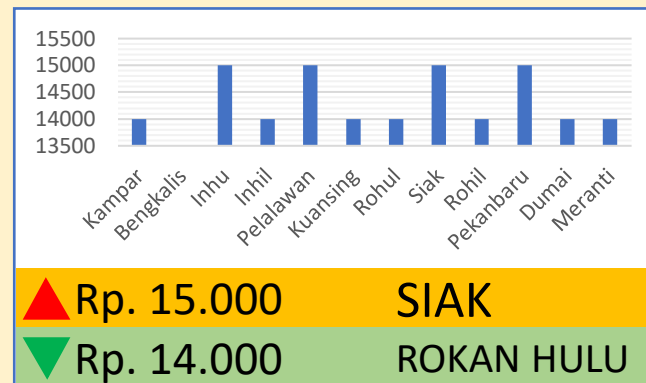 15500
15000
14500
14000
13500
Kampar
Bengkalis
Inhu
Inhil
Pelalawan
Kuansing
Rohul
Siak
Rohil
Pekanbaru
Dumai
Meranti
Rp. 15.000 SIAK
Rp. 14.000 ROKAN HULU